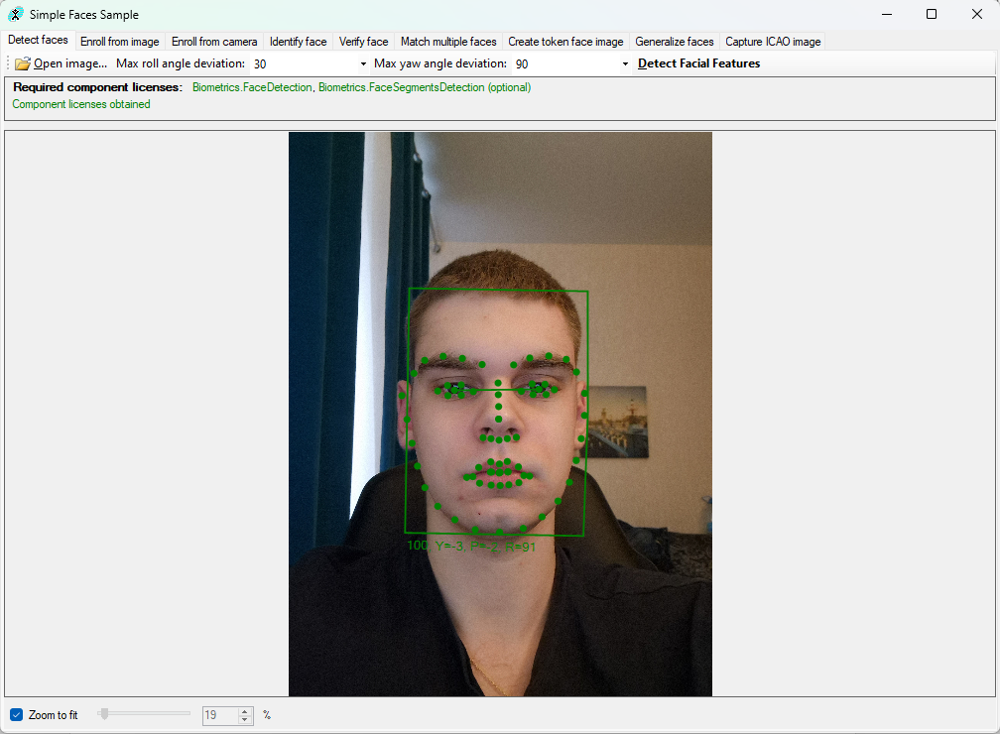 Simple Faces Sample
Detect faces Enroll from image Enroll from camera Identify face Verify face Match multiple faces Create token face image Generalize faces Capture ICAO image
Open image... Max roll angle deviation: 30 Max yaw angle deviation: 90 Detect Facial Features
Required component licenses: Biometrics.FaceDetection, Biometrics.FaceSegmentsDetection (optional)
Component licenses obtained
100, Y=-3, P=-2, R=91
Zoom to fit 19 %